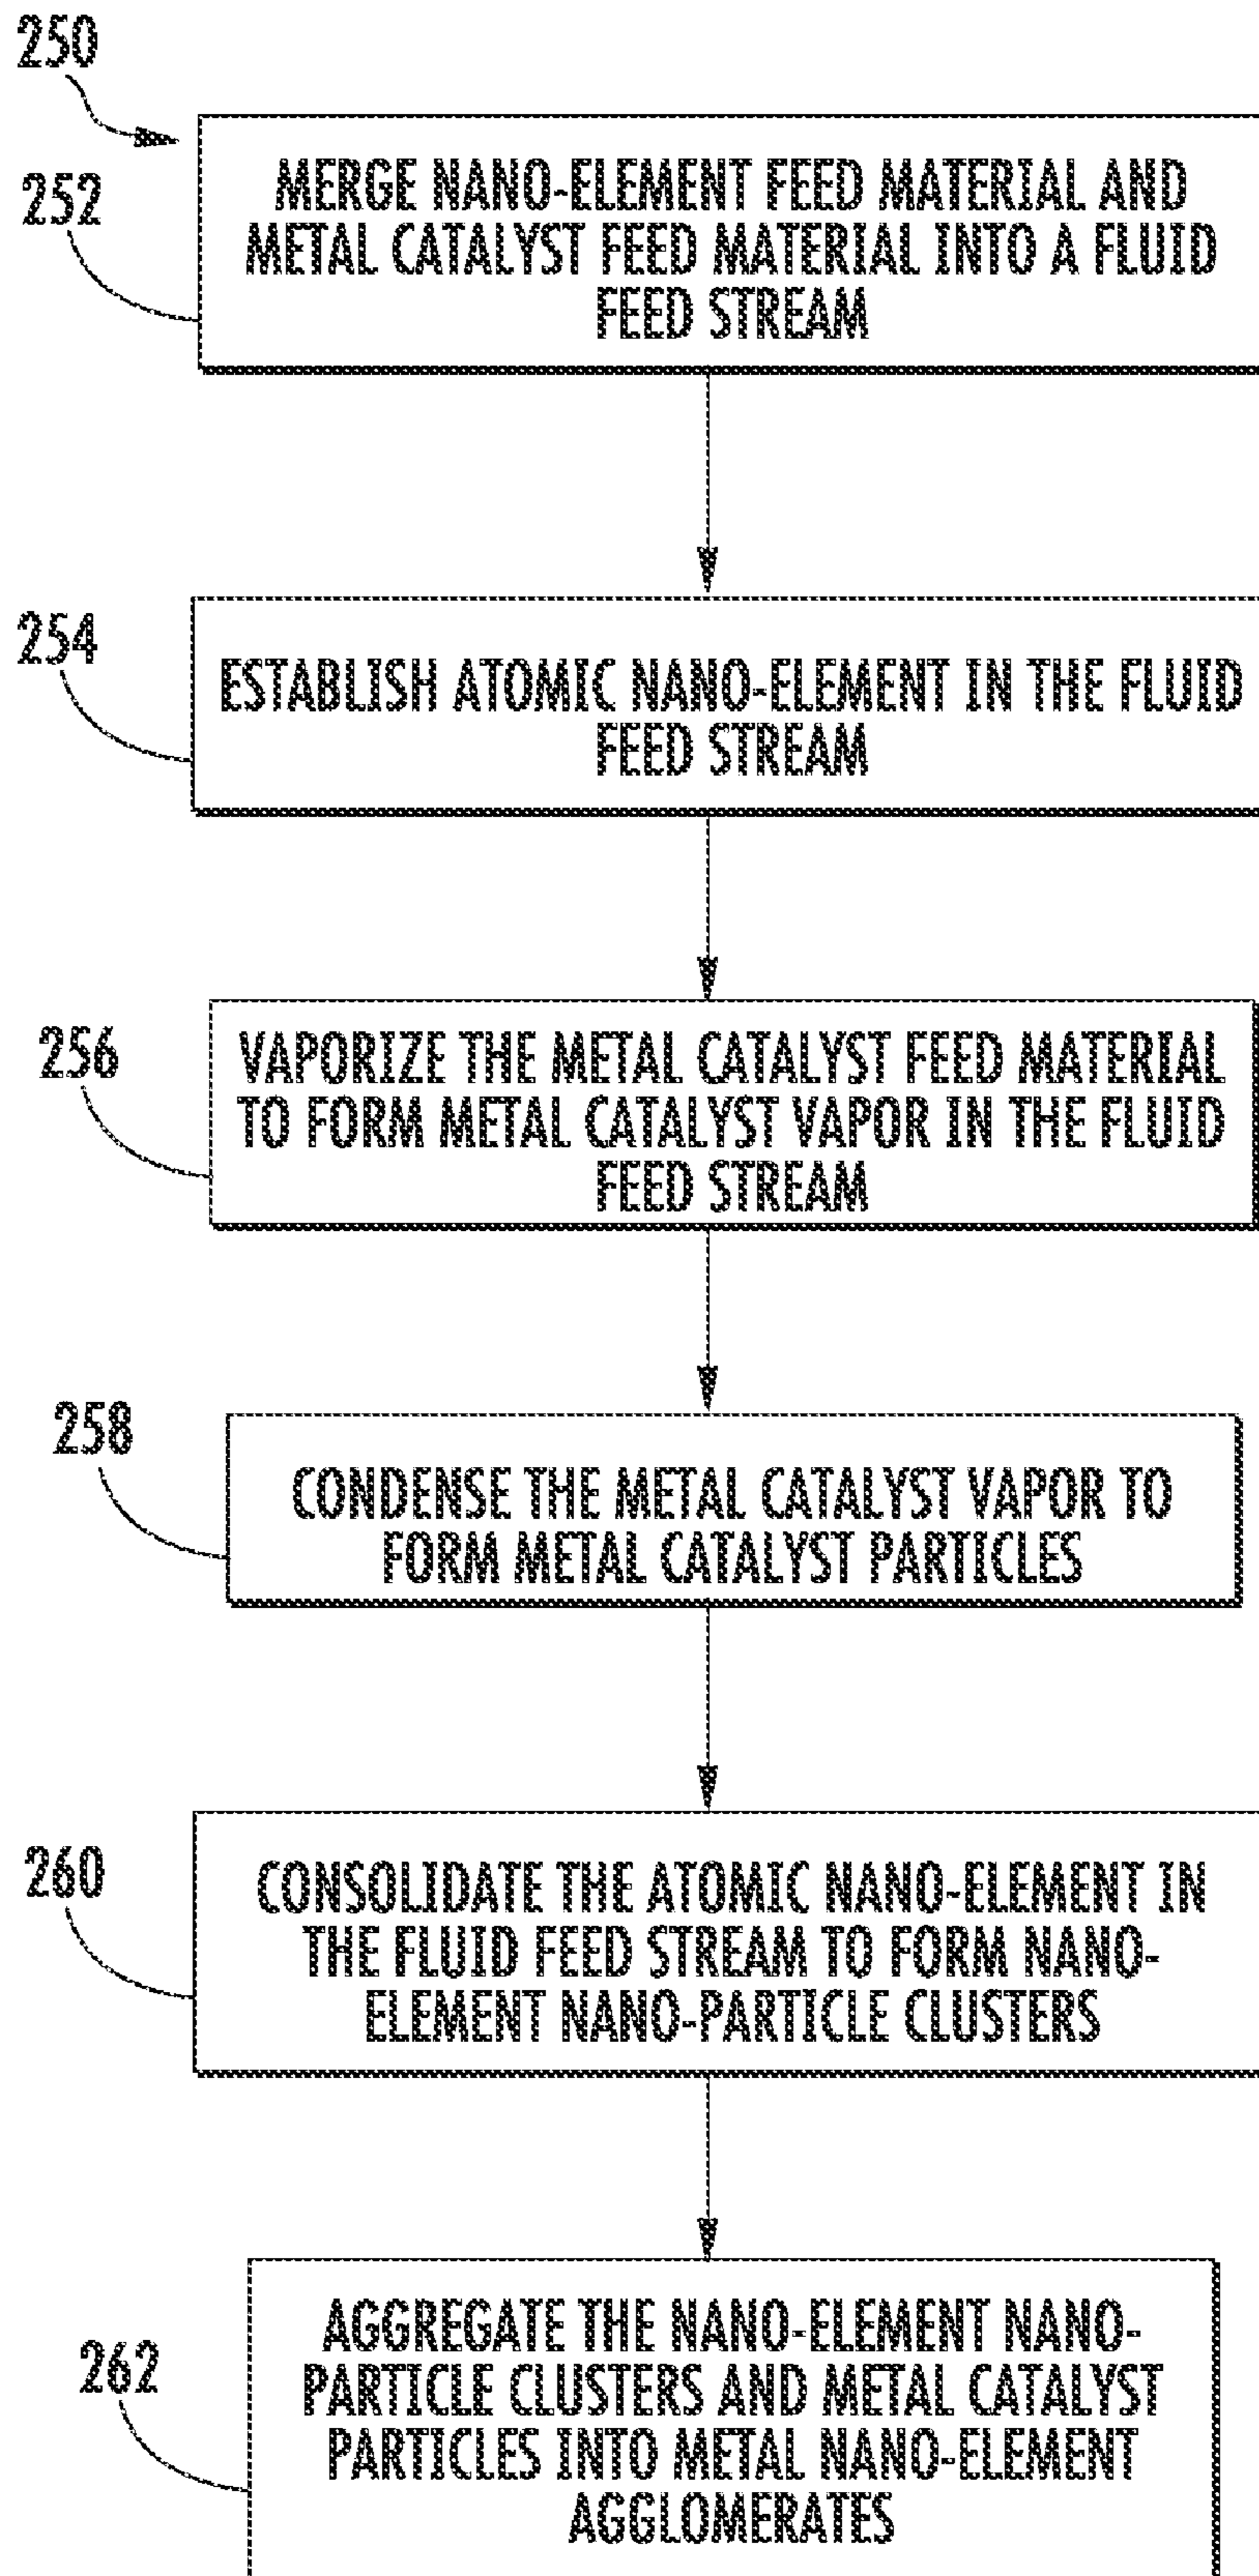 250
252
MERGE NANO-ELEMENT FEED MATERIAL AND
METAL CATALYST FEED MATERIAL INTO A FLUID
FEED STREAM
254
ESTABLISH ATOMIC NANO-ELEMENT IN THE FLUID
FEED STREAM
256
VAPORIZE THE METAL CATALYST FEED MATERIAL
TO FORM METAL CATALYST VAPOR IN THE FLUID
FEED STREAM
258
CONDENSE THE METAL CATALYST VAPOR TO
FORM METAL CATALYST PARTICLES
260
CONSOLIDATE THE ATOMIC NANO-ELEMENT IN
THE FLUID FEED STREAM TO FORM NANO-
ELEMENT NANO-PARTICLE CLUSTERS
262
AGGREGATE THE NANO-ELEMENT NANO-
PARTICLE CLUSTERS AND METAL CATALYST
PARTICLES INTO METAL NANO-ELEMENT
AGGLOMERATES